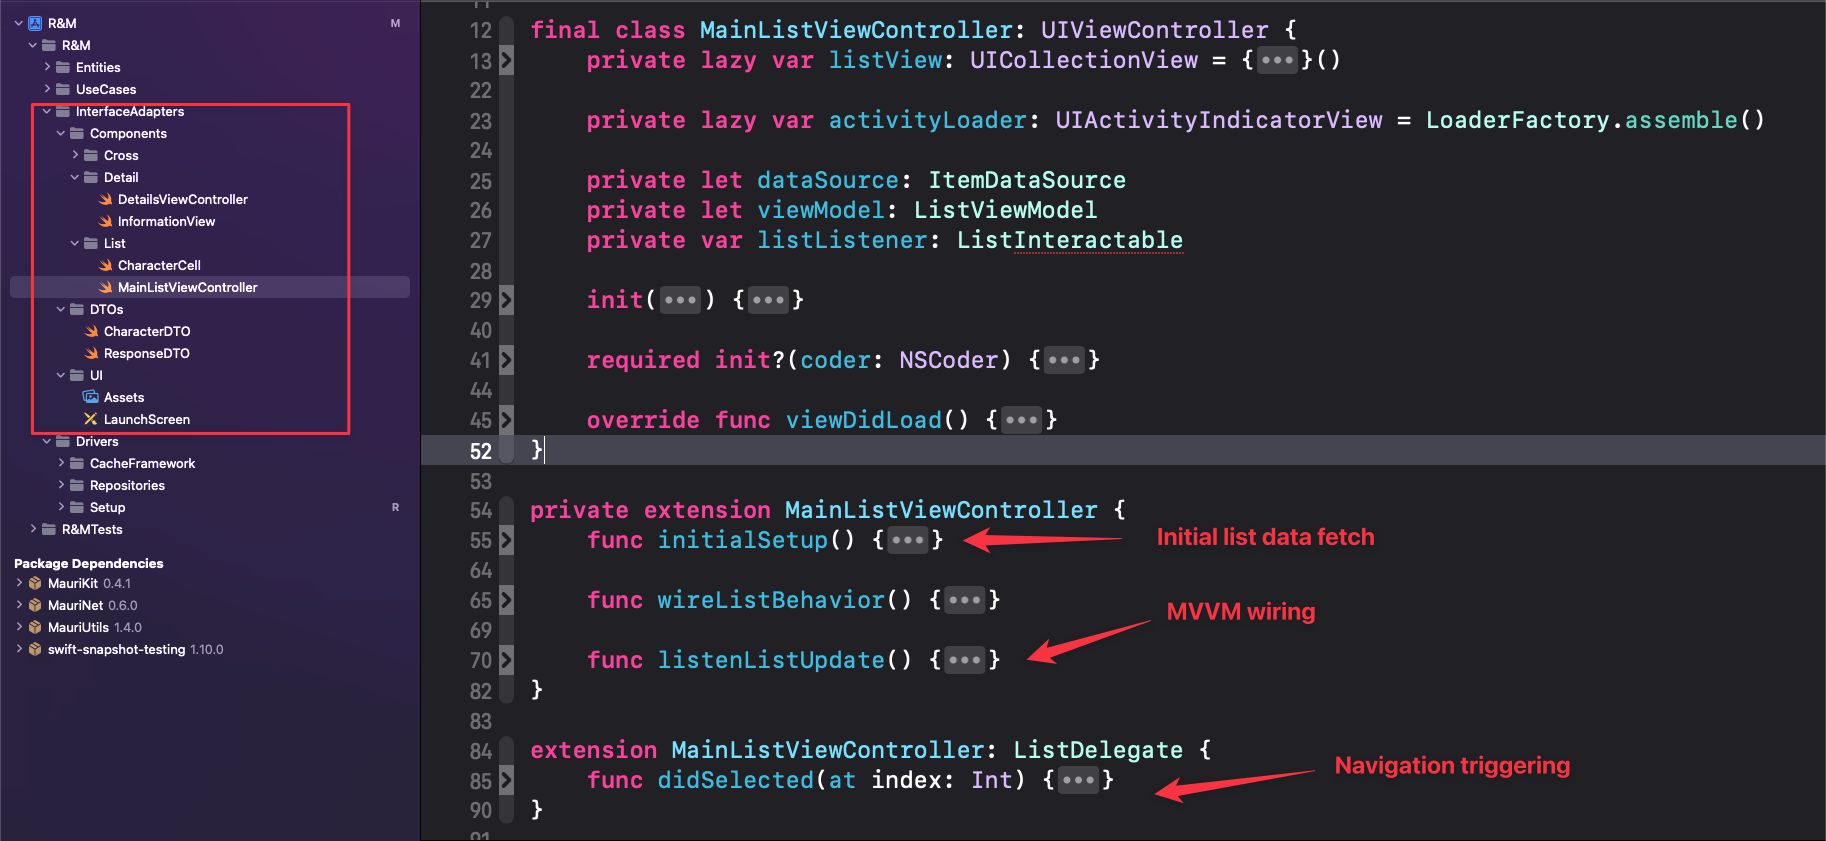 R&M M
R&M
Entities
UseCases
InterfaceAdapters
Components
Cross
Detail
DetailsViewController
InformationView
List
CharacterCell
MainListViewController
DTOs
CharacterDTO
ResponseDTO
UI
Assets
LaunchScreen
Drivers
CacheFramework
Repositories
Setup R
R&MTests
Package Dependencies
MauriKit 0.4.1
MauriNet 0.6.0
MauriUtils 1.4.0
swift-snapshot-testing 1.10.0
11
12 final class MainListViewController: UIViewController {
13 private lazy var listView: UICollectionView = {•••}()
22
23 private lazy var activityLoader: UIActivityIndicatorView = LoaderFactory.assemble()
24
25 private let dataSource: ItemDataSource
26 private let viewModel: ListViewModel
27 private var listListener: ListInteractable
28
29 init(•••) {•••}
40
41 required init?(coder: NSCoder) {•••}
44
45 override func viewDidLoad() {•••}
52 }
53
54 private extension MainListViewController {
55 func initialSetup() {•••} Initial list data fetch
64
65 func wireListBehavior() {•••}
69 MVVM wiring
70 func listenListUpdate() {•••}
82 }
83
84 extension MainListViewController: ListDelegate {
85 func didSelected(at index: Int) {•••} Navigation triggering
90 }
91